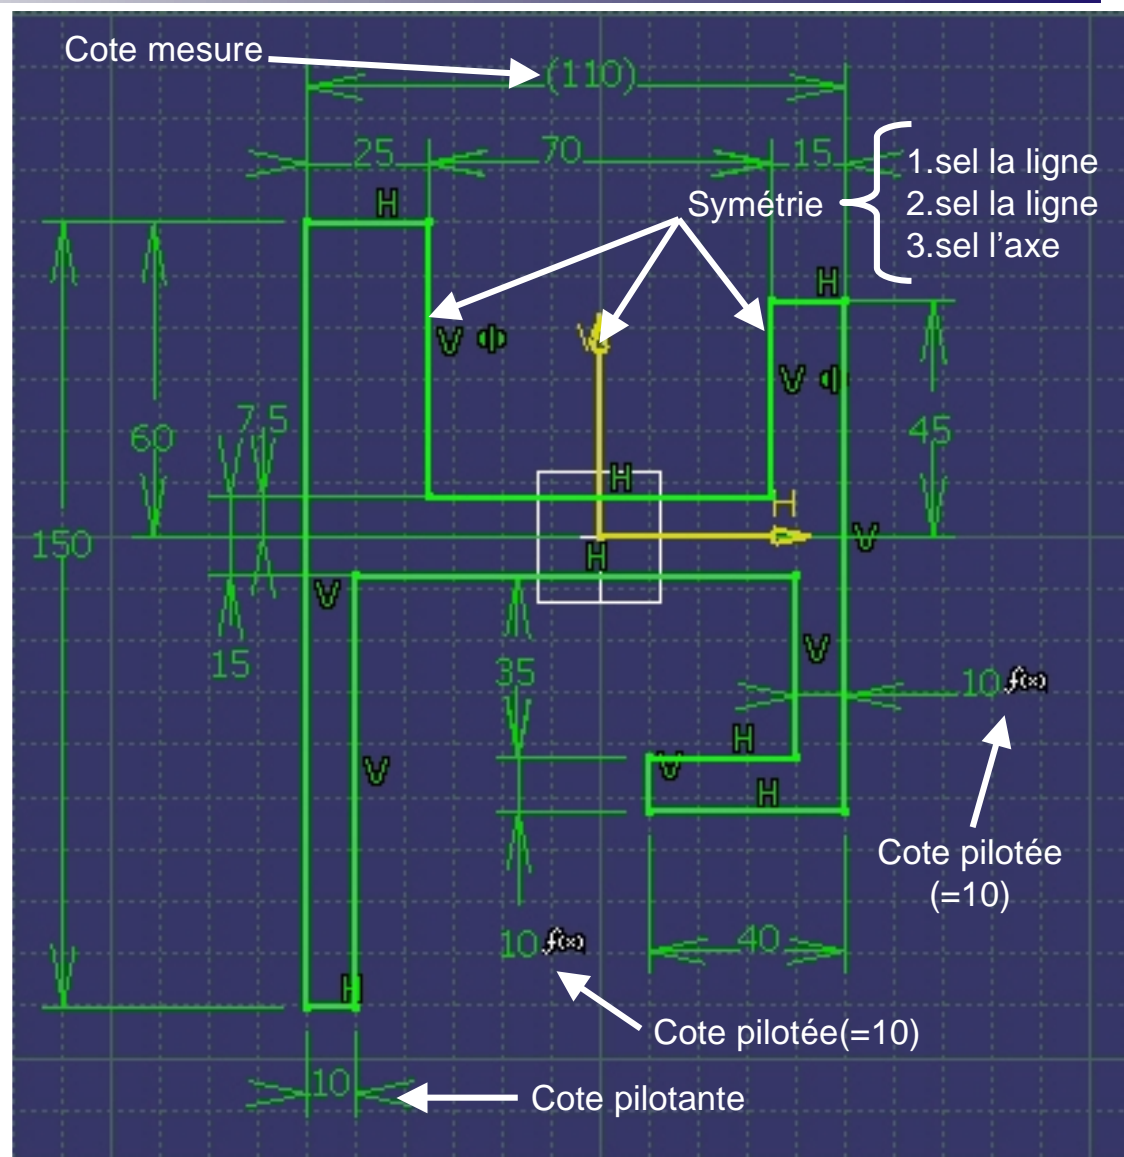 Cote mesure
(110)
25
70
15
1.sel la ligne
Symétrie
2.sel la ligne
3.sel l’axe
H
H
V
V
V
7,5
60
45
H
H
150
H
V
V
15
35
V
10 f(x)
V
H
V
H
Cote pilotée
(=10)
10 f(x)
40
H
Cote pilotée(=10)
10
Cote pilotante